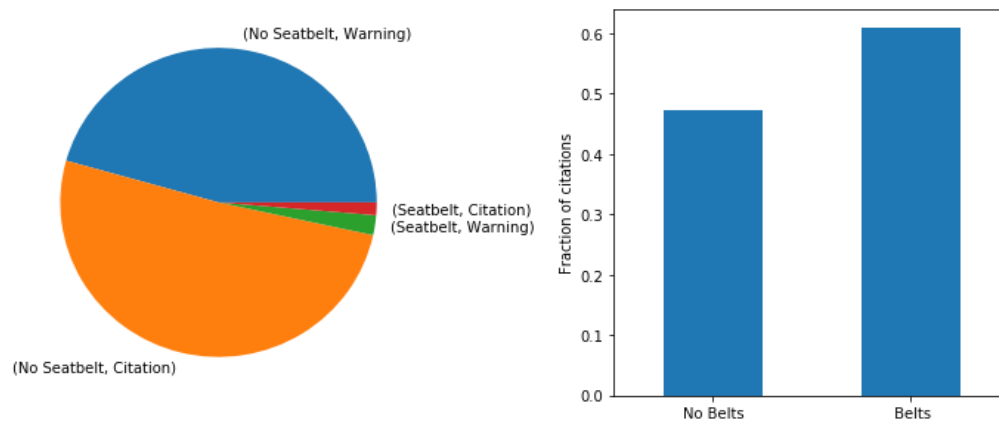 (No Seatbelt, Warning)
(Seatbelt, Citation)
(Seatbelt, Warning)
(No Seatbelt, Citation)
Fraction of citations
0.6
0.5
0.4
0.3
0.2
0.1
0.0
No Belts
Belts